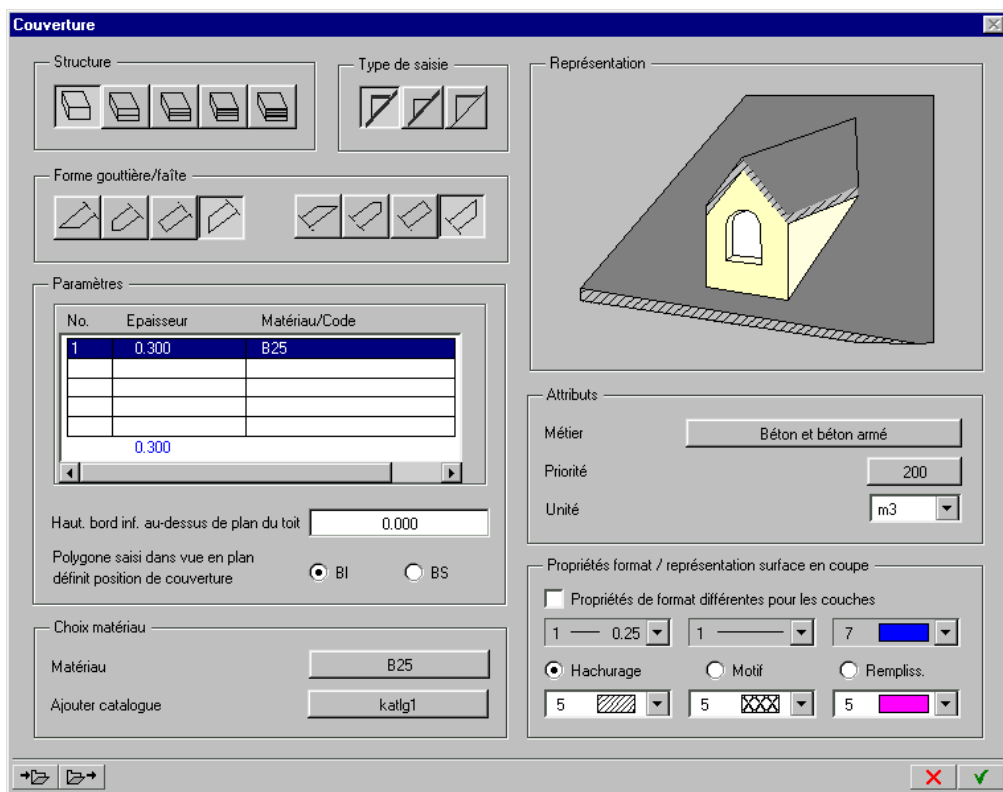 Couverture
Structure
Type de saisie
Représentation
Forme gouttière/faîte
Paramètres
No. Epaisseur Matériau/Code
1 0.300 B25
0.300
Haut. bord inf. au-dessus de plan du toit 0.000
Polygone saisi dans vue en plan
définit position de couverture
BI BS
Choix matériau
Matériau B25
Ajouter catalogue katlg1
Attributs
Métier Béton et béton armé
Priorité 200
Unité m3
Propriétés format / représentation surface en coupe
Propriétés de format différentes pour les couches
1 0.25 1 7
Hachurage Motif Rempliss.
5 5 5